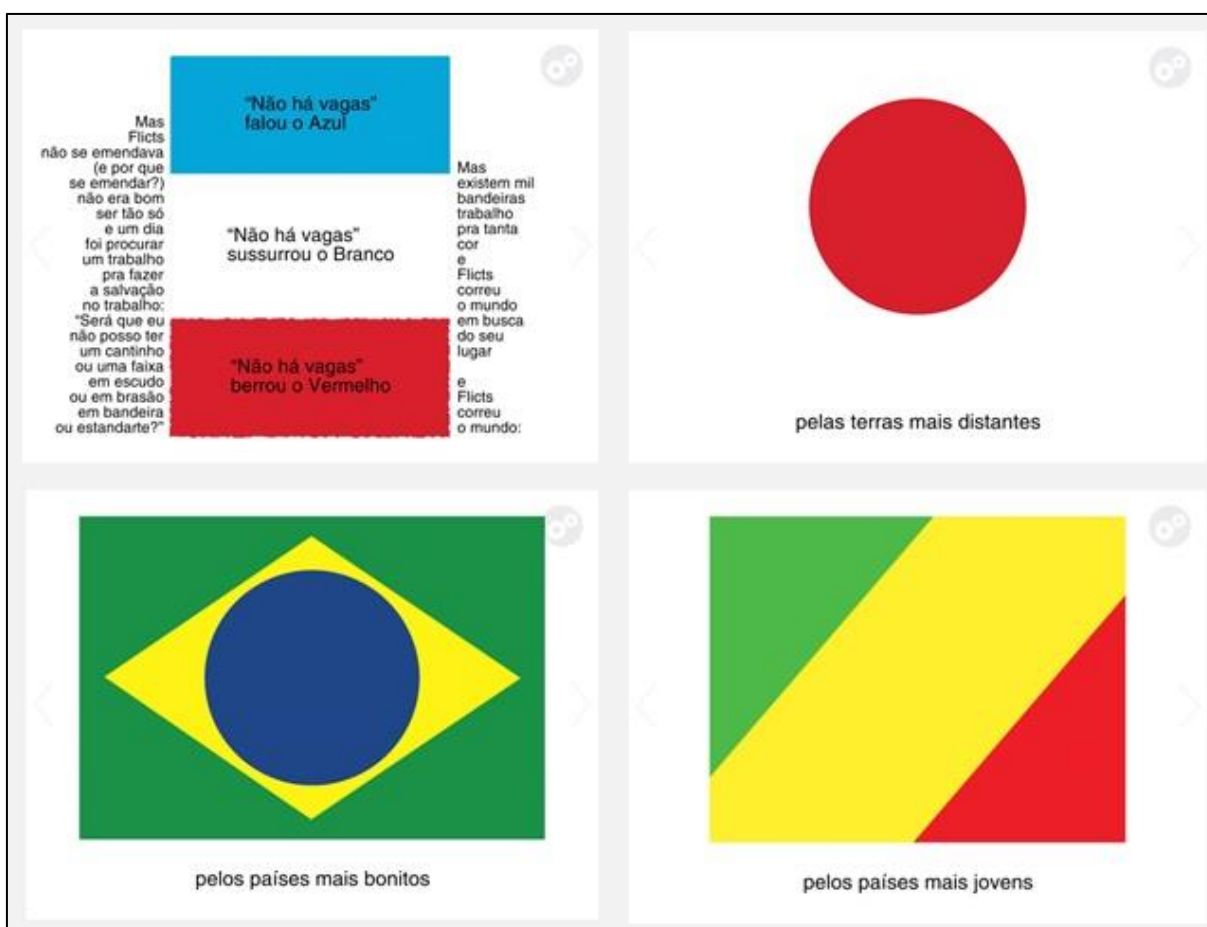 Mas
Flicts
não se emendava
(e por que
se emendar?)
não era bom
ser tão só
e um dia
foi procurar
um trabalho
pra fazer
a salvação
no trabalho:
"Será que eu
não posso ter
um cantinho
ou uma faixa
em escudo
ou em brasão
em bandeira
ou estandarte?"
"Não há vagas"
falou o Azul
"Não há vagas"
sussurrou o Branco
"Não há vagas"
berrou o Vermelho
Mas
existem mil
bandeiras
trabalho
pra tanta
cor
e
Flicts
correu
o mundo
em busca
do seu
lugar
e
Flicts
correu
o mundo:
pelas terras mais distantes
pelos países mais bonitos
pelos países mais jovens